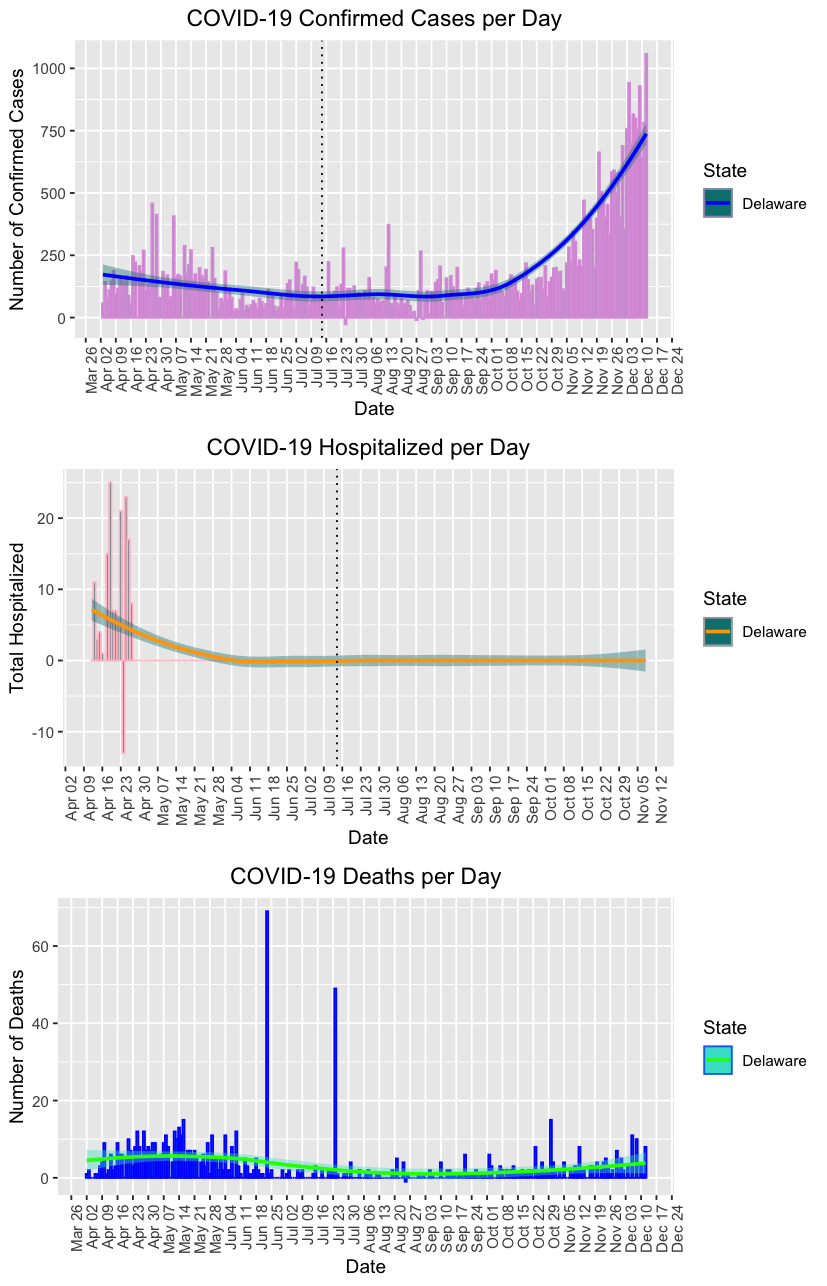 COVID-19 Confirmed Cases per Day
Number of Confirmed Cases
1000
750
500
250
0
Mar 26
Apr 02
Apr 09
Apr 16
Apr 23
Apr 30
May 07
May 14
May 21
May 28
Jun 04
Jun 11
Jun 18
Jun 25
Jul 02
Jul 09
Jul 16
Jul 23
Jul 30
Aug 06
Aug 13
Aug 20
Aug 27
Sep 03
Sep 10
Sep 17
Sep 24
Oct 01
Oct 08
Oct 15
Oct 22
Oct 29
Nov 05
Nov 12
Nov 19
Nov 26
Dec 03
Dec 10
Dec 17
Dec 24
Date
State
Delaware
COVID-19 Hospitalized per Day
Total Hospitalized
20
10
0
-10
Apr 02
Apr 09
Apr 16
Apr 23
Apr 30
May 07
May 14
May 21
May 28
Jun 04
Jun 11
Jun 18
Jun 25
Jul 02
Jul 09
Jul 16
Jul 23
Jul 30
Aug 06
Aug 13
Aug 20
Aug 27
Sep 03
Sep 10
Sep 17
Sep 24
Oct 01
Oct 08
Oct 15
Oct 22
Oct 29
Nov 05
Nov 12
Date
State
Delaware
COVID-19 Deaths per Day
Number of Deaths
60
40
20
0
Mar 26
Apr 02
Apr 09
Apr 16
Apr 23
Apr 30
May 07
May 14
May 21
May 28
Jun 04
Jun 11
Jun 18
Jun 25
Jul 02
Jul 09
Jul 16
Jul 23
Jul 30
Aug 06
Aug 13
Aug 20
Aug 27
Sep 03
Sep 10
Sep 17
Sep 24
Oct 01
Oct 08
Oct 15
Oct 22
Oct 29
Nov 05
Nov 12
Nov 19
Nov 26
Dec 03
Dec 10
Dec 17
Dec 24
Date
State
Delaware